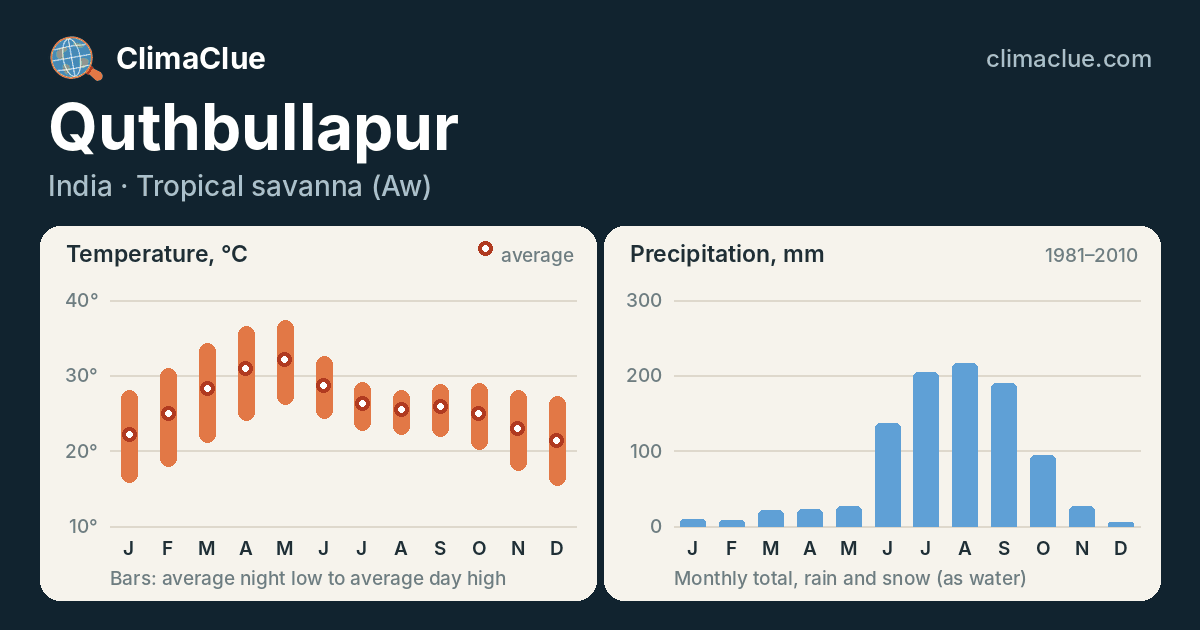 ClimaClue
climaclue.com
Quthbullapur
India · Tropical savanna (Aw)
Temperature, °C
average
40°
30°
20°
10°
J F M A M J J A S O N D
Bars: average night low to average day high
Precipitation, mm
1981–2010
300
200
100
0
J F M A M J J A S O N D
Monthly total, rain and snow (as water)